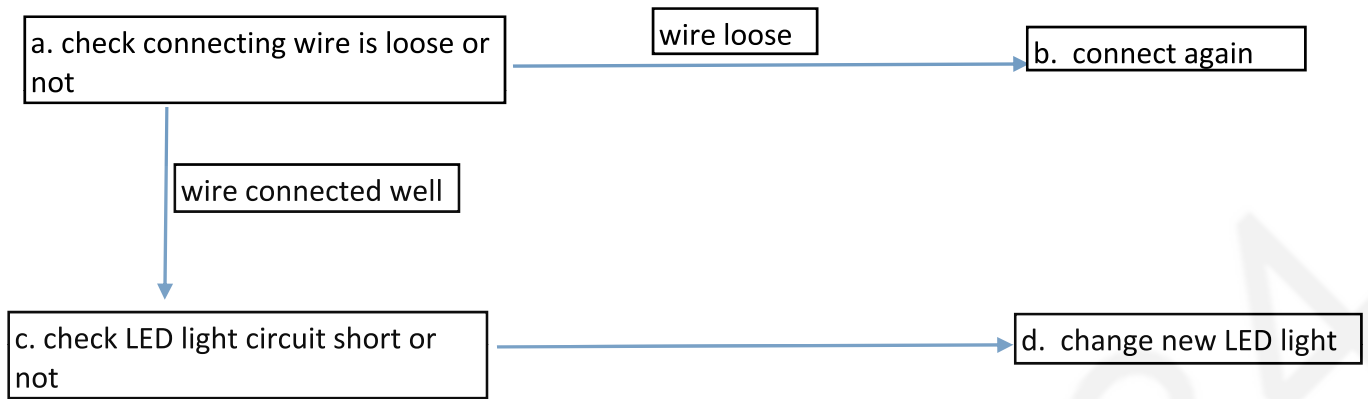 a. check connecting wire is loose or
not
wire loose
b. connect again
wire connected well
c. check LED light circuit short or
not
d. change new LED light